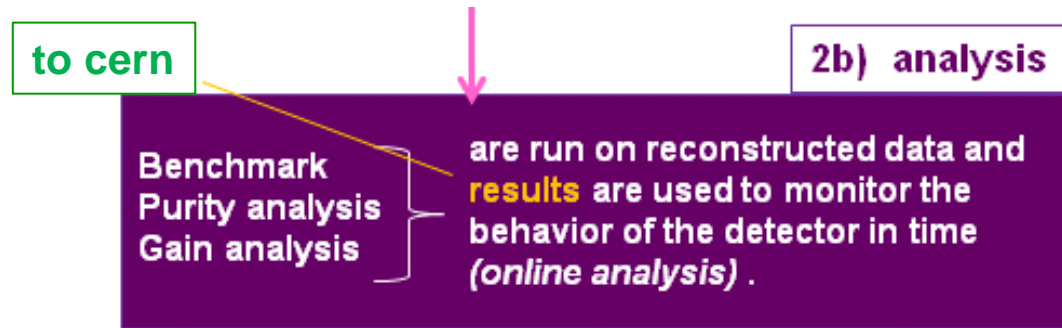 to cern
2b) analysis
Benchmark
Purity analysis
Gain analysis
are run on reconstructed data and
results are used to monitor the
behavior of the detector in time
(online analysis) .